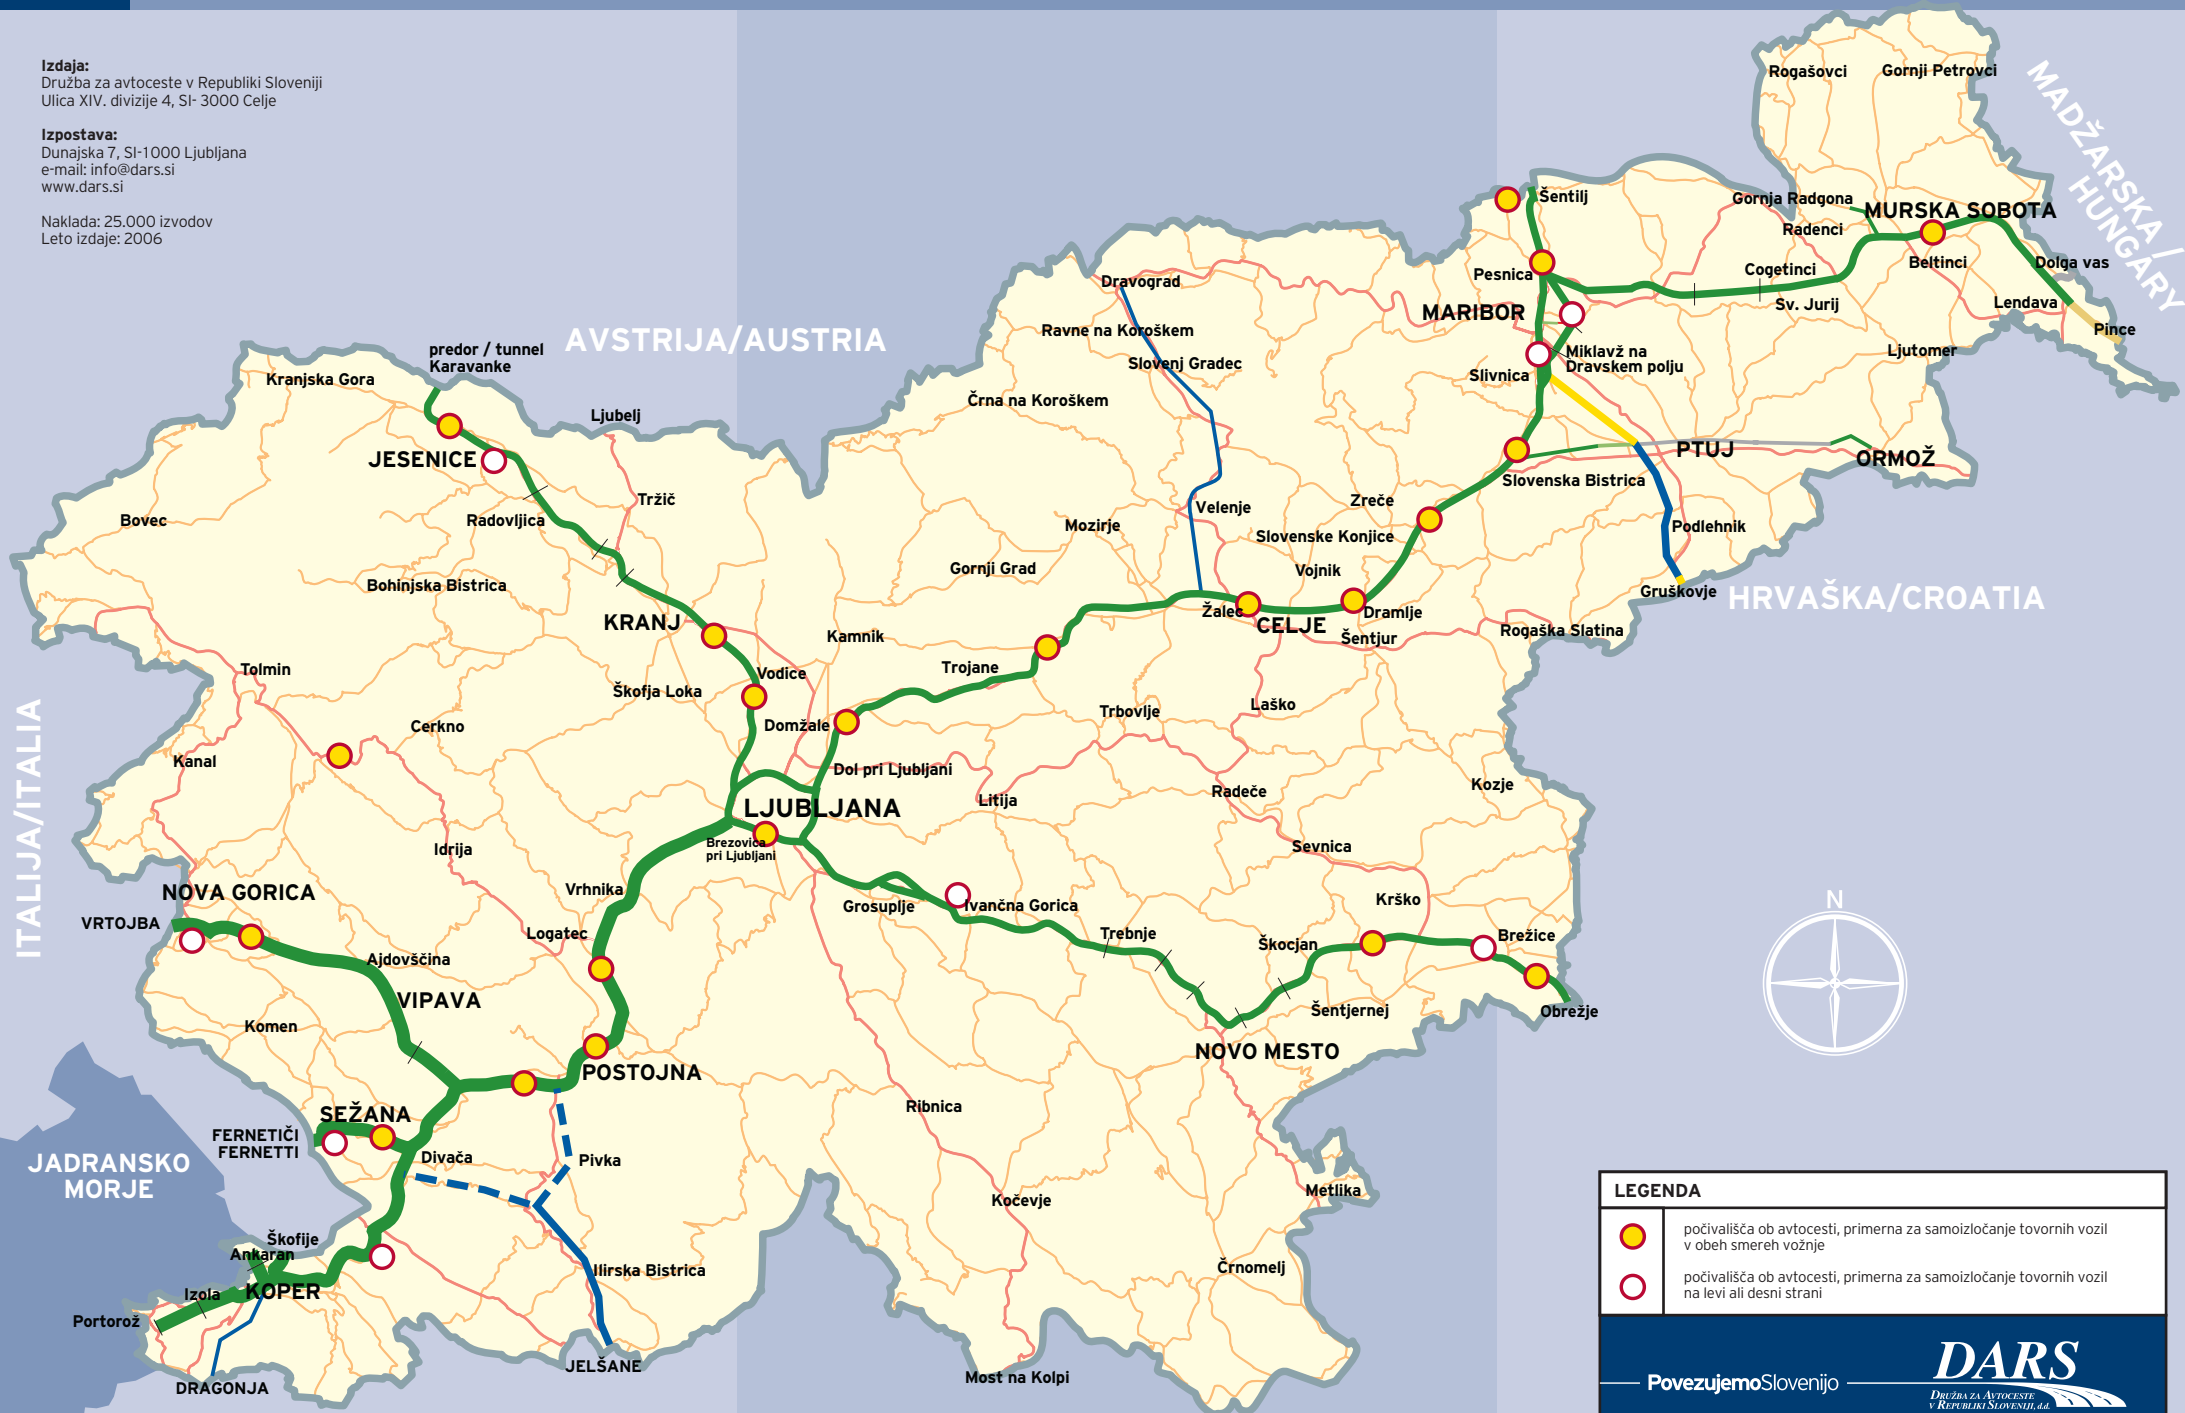 Izdaja:
Družba za avtoceste v Republiki Sloveniji
Ulica XIV. divizije 4, SI- 3000 Celje
Izpostava:
Dunajska 7, SI-1000 Ljubljana
e-mail: info@dars.si
www.dars.si
Naklada: 25.000 izvodov
Leto izdaje: 2006
Rogašovci
Gornji Petrovci
MADŽARSKA /
HUNGARY
Šentilj
Gornja Radgona
MURSKA SOBOTA
Radenci
Pesnica
Cogetinci
Beltinci
Dolga vas
Dravograd
Sv. Jurij
Lendava
MARIBOR
Pince
Ravne na Koroškem
AVSTRIJA/AUSTRIA
predor / tunnel
Karavanke
Miklavž na
Dravskem polju
Ljutomer
Slovenj Gradec
Slivnica
Kranjska Gora
Črna na Koroškem
Ljubelj
JESENICE
PTUJ
ORMOŽ
Slovenska Bistrica
Tržič
Zreče
Velenje
Bovec
Radovljica
Mozirje
Podlehnik
Slovenske Konjice
Gornji Grad
Vojnik
Bohinjska Bistrica
Gruškovje
HRVAŠKA/CROATIA
Žalec
Dramlje
KRANJ
CELJE
Rogaška Slatina
Kamnik
Šentjur
Tolmin
Trojane
Vodice
Škofja Loka
Laško
Trbovlje
Cerkno
Domžale
ITALIJA/ITALIA
Kanal
Dol pri Ljubljani
Kozje
Radeče
Litija
LJUBLJANA
Brezovica
pri Ljubljani
Idrija
Sevnica
NOVA GORICA
Vrhnika
Krško
N
Grosuplje
Ivančna Gorica
VRTOJBA
Logatec
Trebnje
Brežice
Škocjan
Ajdovščina
VIPAVA
Šentjernej
Obrežje
Komen
NOVO MESTO
POSTOJNA
Ribnica
SEŽANA
FERNETIČI
FERNETTI
Divača
Pivka
JADRANSKO
MORJE
Metlika
Kočevje
Škofije
Ankaran
Črnomelj
Ilirska Bistrica
KOPER
Izola
Portorož
JELŠANE
Most na Kolpi
DRAGONJA
LEGENDA
počivališča ob avtocesti, primerna za samoizločanje tovornih vozil
v obeh smereh vožnje
počivališča ob avtocesti, primerna za samoizločanje tovornih vozil
na levi ali desni strani
PovezujemoSlovenijo
DARS
DRUŽBA ZA AVTOCESTE
V REPUBLIKI SLOVENIJI, d.d.